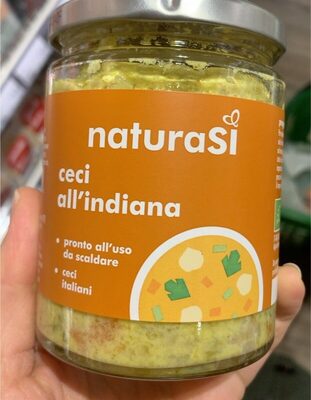 naturaSì
ceci
all'indiana
• pronto all'uso
da scaldare
• ceci
italiani